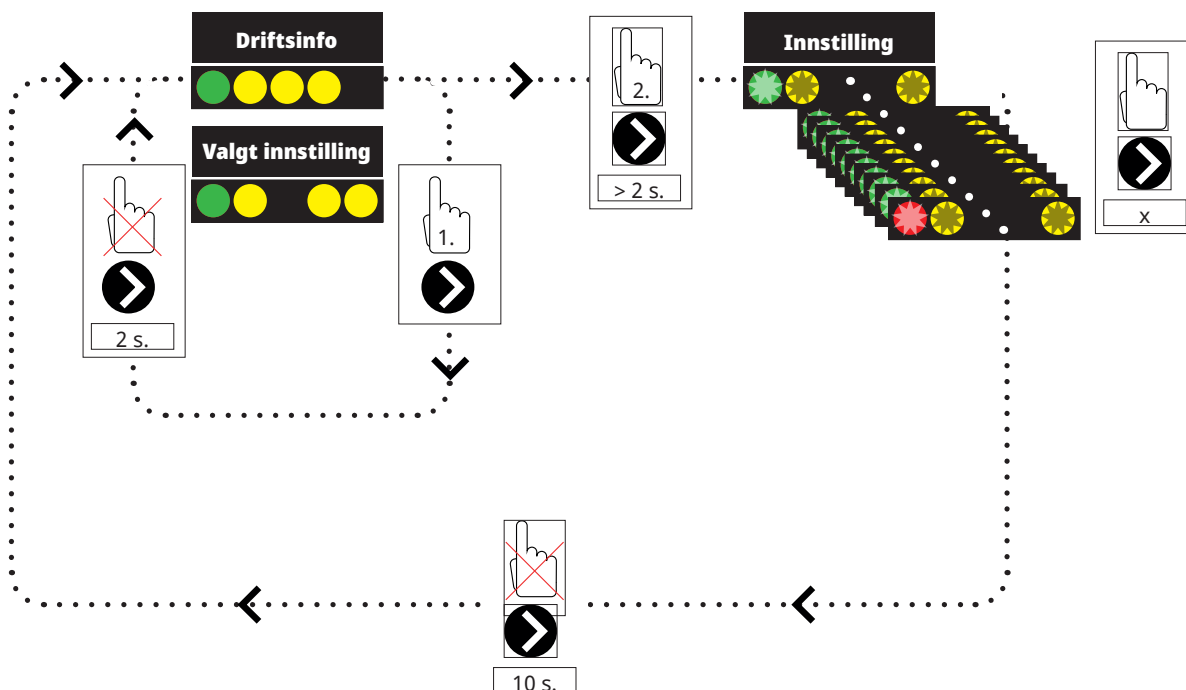 Driftsinfo
Valgt innstilling
2 s.
1.
2.
> 2 s.
Innstilling
x
10 s.